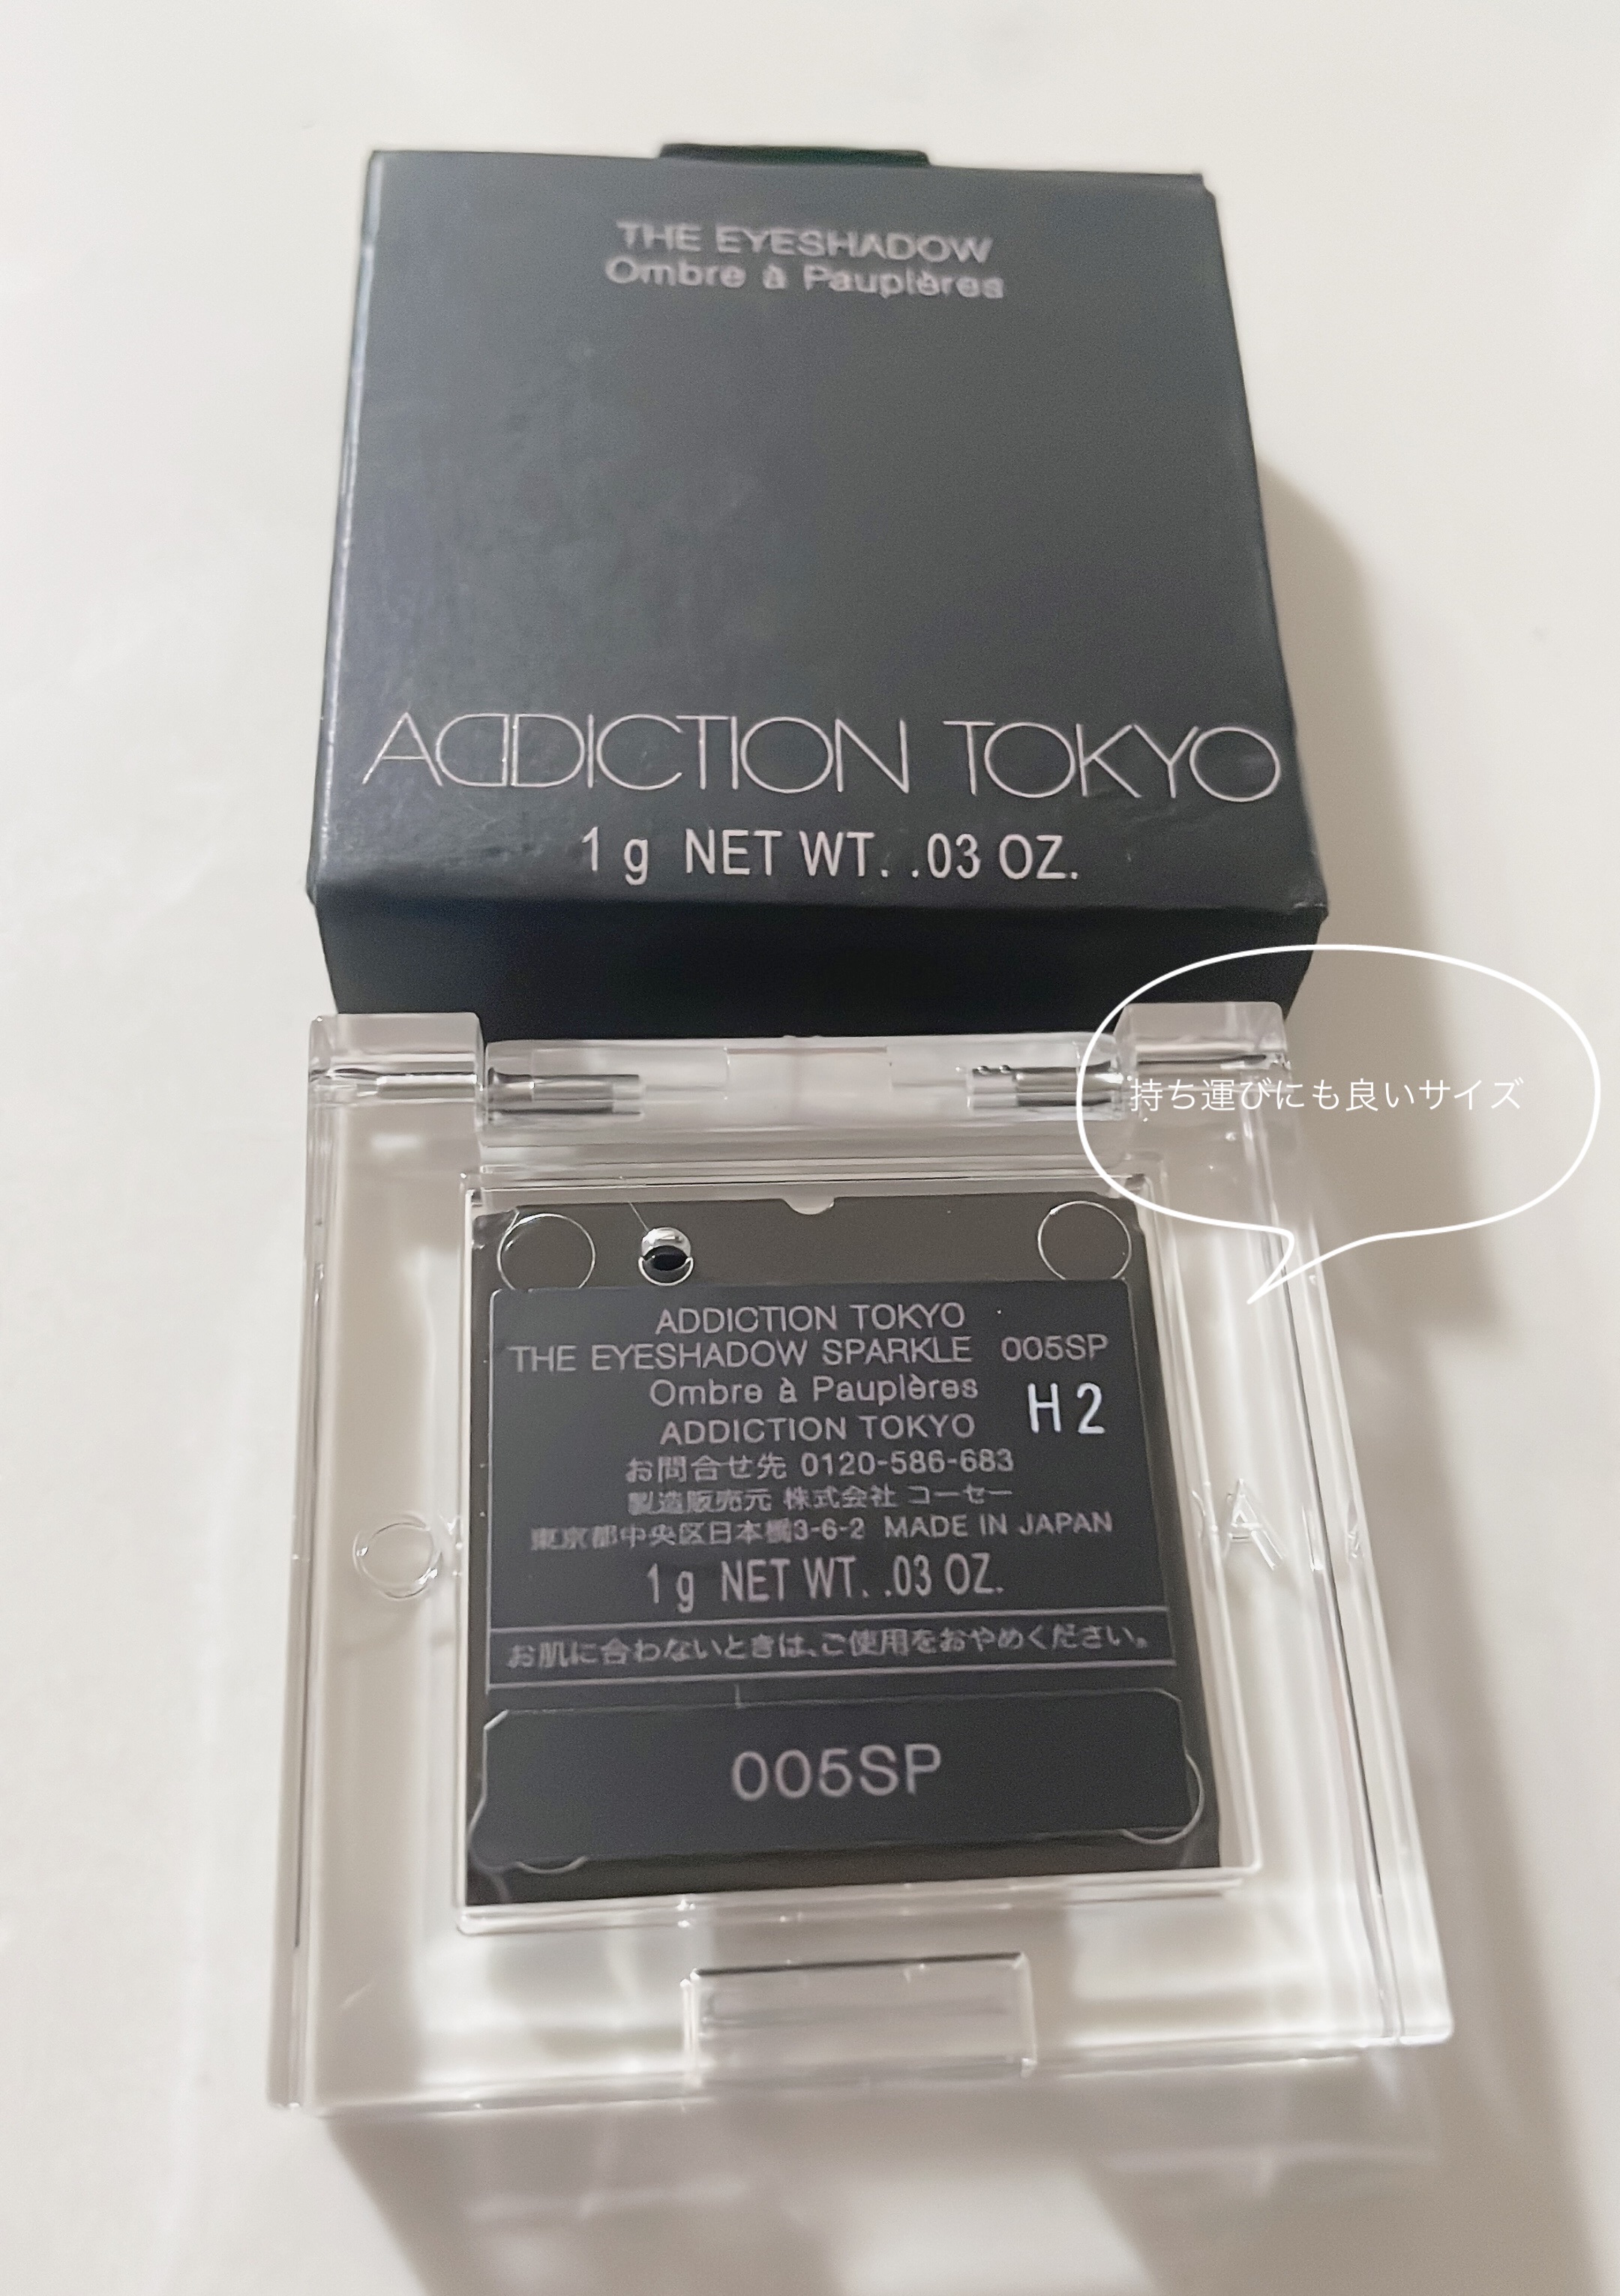 THE EYESHADOW
Ombre à Paupières
ADDICTION TOKYO
1 g NET WT. .03 OZ.
持ち運びにも良いサイズ
ADDICTION TOKYO
THE EYESHADOW SPARKLE 005SP
Ombre à Paupières
H2
ADDICTION TOKYO
お問合せ先 0120-586-683
製造販売元 株式会社 コーセー
東京都中央区日本橋3-6-2 MADE IN JAPAN
1 g NET WT. .03 OZ.
お肌に合わないときは、ご使用をおやめください。
005SP